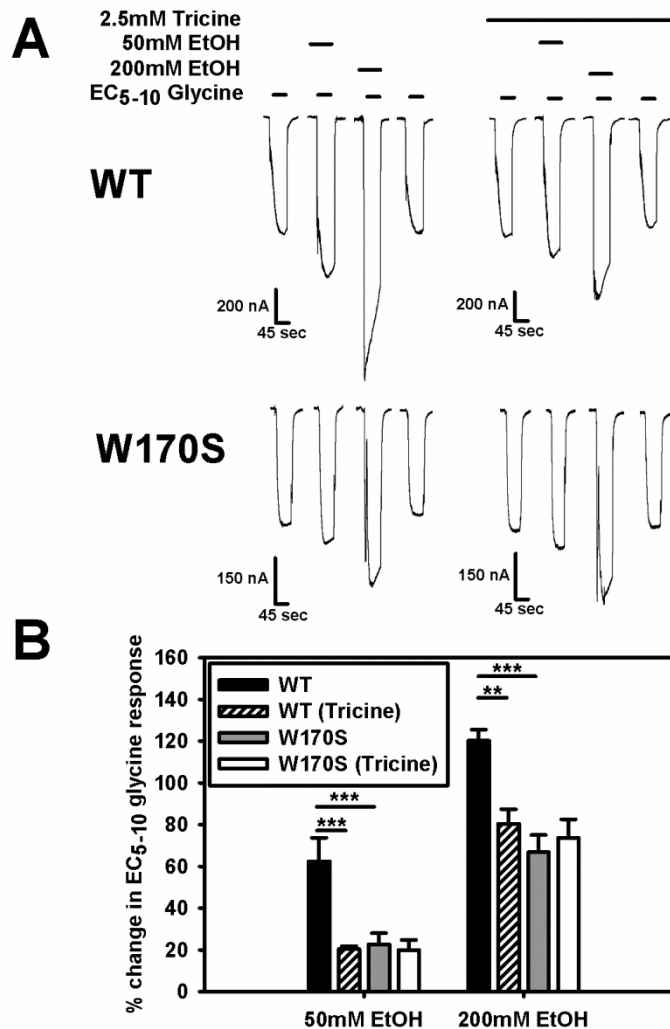 A
2.5mM Tricine
50mM EtOH
200mM EtOH
EC5-10 Glycine
WT
200 nA
45 sec
200 nA
45 sec
W170S
150 nA
45 sec
150 nA
45 sec
B
% change in EC5-10 glycine response
160
140
120
100
80
60
40
20
0
WT
WT (Tricine)
W170S
W170S (Tricine)
***
***
***
**
50mM EtOH
200mM EtOH